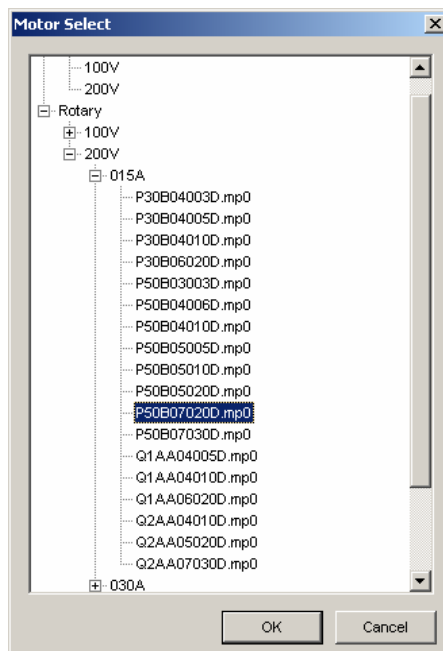 Motor Select
100V
200V
Rotary
100V
200V
015A
P30B04003D.mp0
P30B04005D.mp0
P30B04010D.mp0
P30B06020D.mp0
P50B03003D.mp0
P50B04006D.mp0
P50B04010D.mp0
P50B05005D.mp0
P50B05010D.mp0
P50B05020D.mp0
P50B07020D.mp0
P50B07030D.mp0
Q1AA04005D.mp0
Q1AA04010D.mp0
Q1AA06020D.mp0
Q2AA04010D.mp0
Q2AA05020D.mp0
Q2AA07030D.mp0
030A
OK Cancel